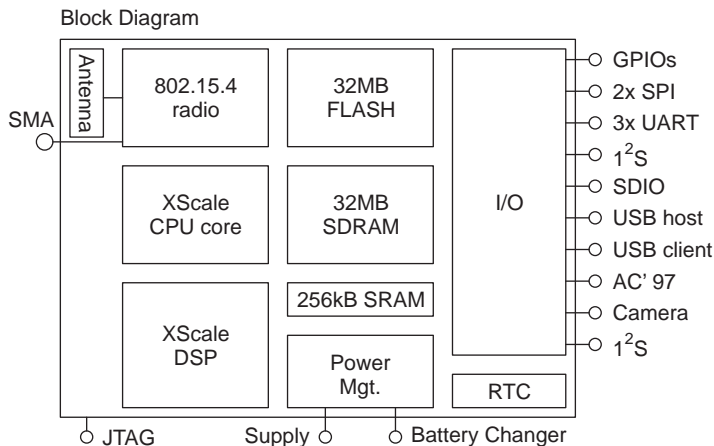 Block Diagram
Antenna
802.15.4
radio
32MB
FLASH
SMA
XScale
CPU core
32MB
SDRAM
I/O
256kB SRAM
XScale
DSP
Power
Mgt.
RTC
GPIOs
2x SPI
3x UART
1²S
SDIO
USB host
USB client
AC' 97
Camera
1²S
JTAG
Supply
Battery Changer